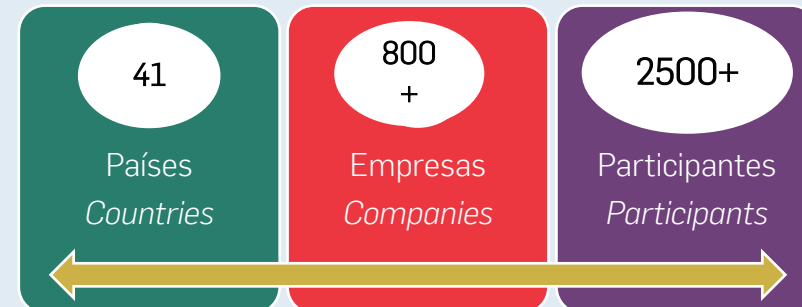 41
Países
Countries
800
+
Empresas
Companies
2500+
Participantes
Participants